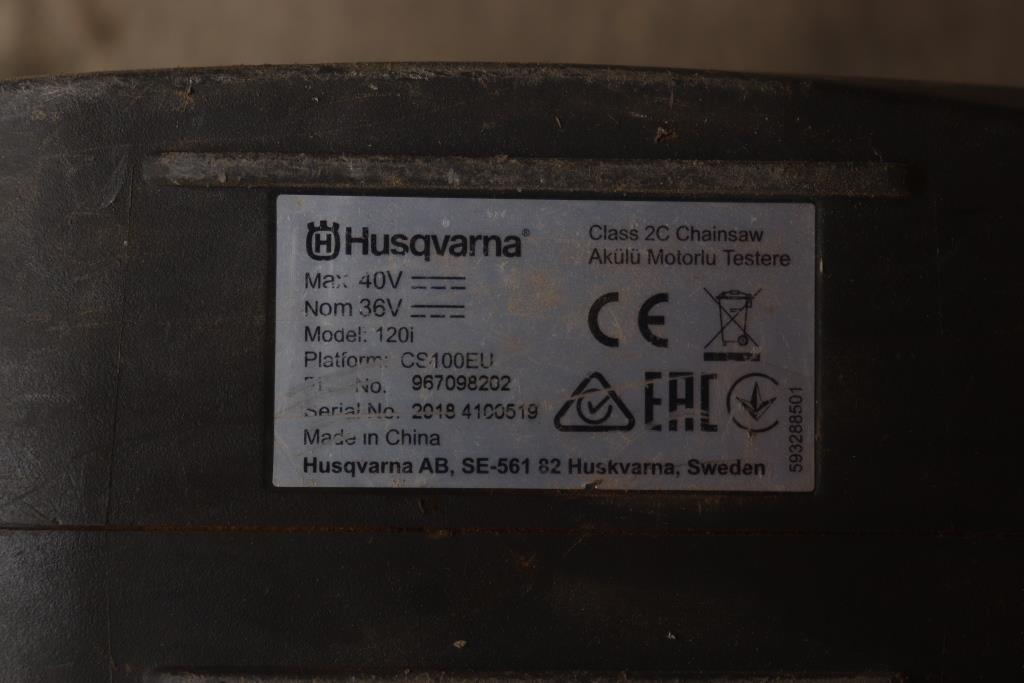 Husqvarna®
Max 40V
Nom 36V
Model: 120i
Platform: CS100EU
No. 967098202
Serial No. 2018 4100519
Made in China
Husqvarna AB, SE-561 82 Huskvarna, Sweden
Class 2C Chainsaw
Akülü Motorlu Testere
CE
EAC
593288501